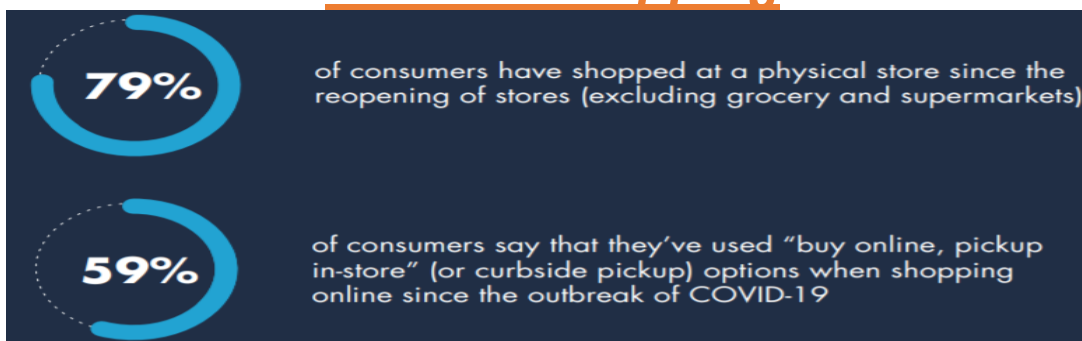 79%
of consumers have shopped at a physical store since the
reopening of stores (excluding grocery and supermarkets)
59%
of consumers say that they've used “buy online, pickup
in-store” (or curbside pickup) options when shopping
online since the outbreak of COVID-19